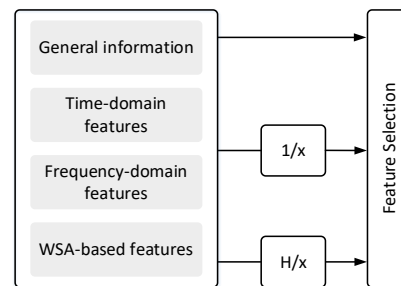 General information
Time-domain
features
Frequency-domain
features
WSA-based features
1/x
H/x
Feature Selection